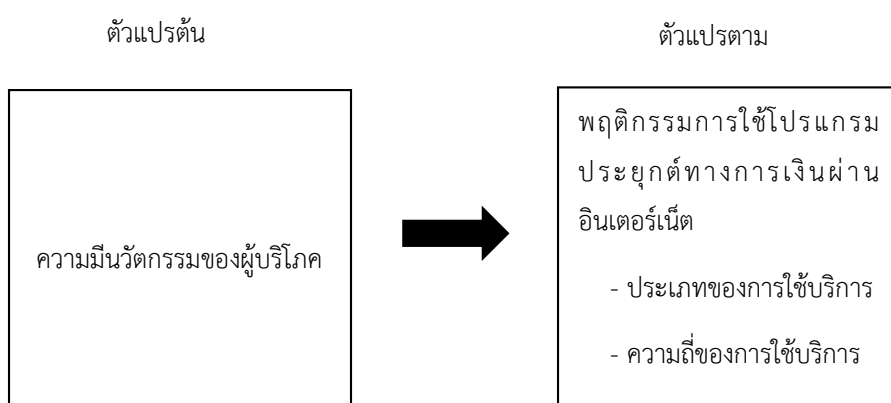 ตัวแปรต้น
ตัวแปรตาม
ความมีนวัตกรรมของผู้บริโภค
พฤติกรรมการใช้โปรแกรม
ประยุกต์ทางการเงินผ่าน
อินเตอร์เน็ต
- ประเภทของการใช้บริการ
- ความถี่ของการใช้บริการ